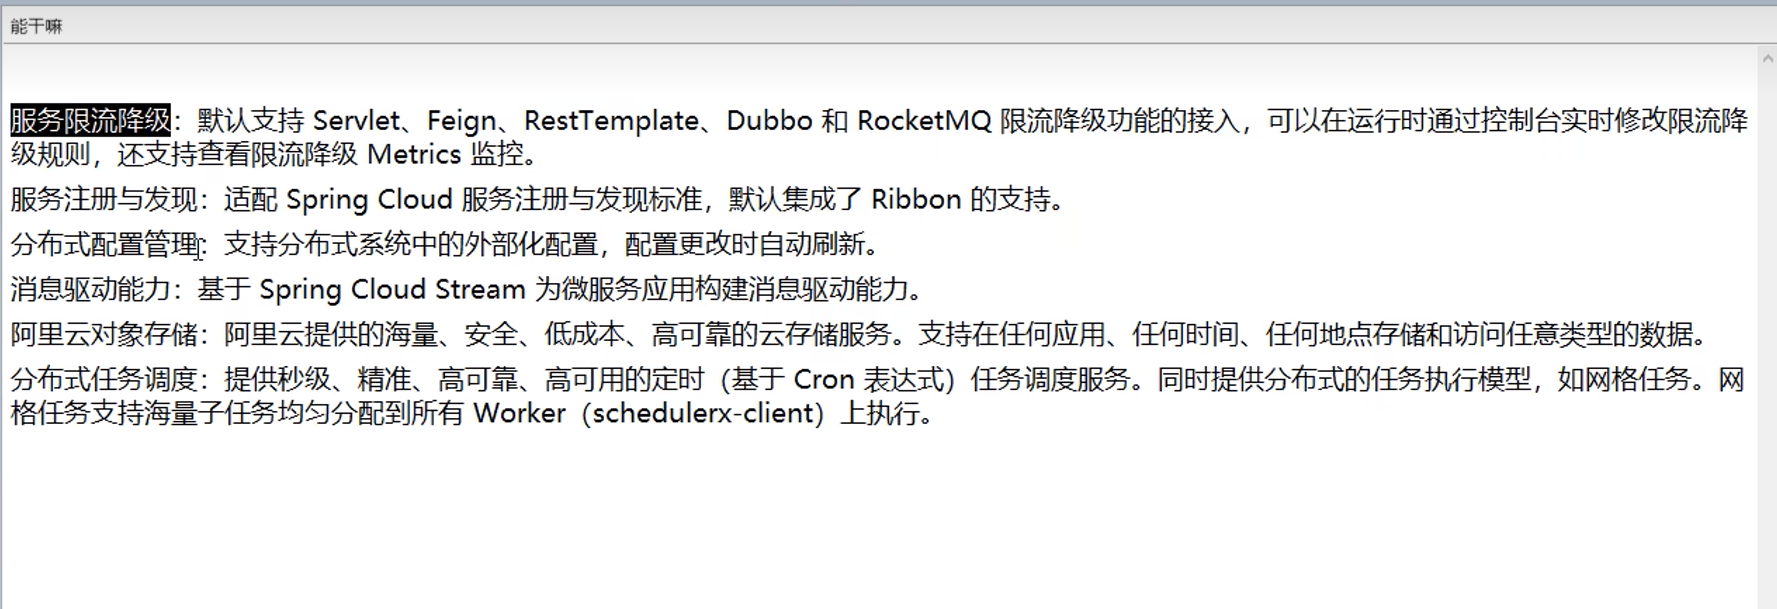 能干嘛
服务限流降级：默认支持 Servlet、Feign、RestTemplate、Dubbo 和 RocketMQ 限流降级功能的接入，可以在运行时通过控制台实时修改限流降
级规则，还支持查看限流降级 Metrics 监控。
服务注册与发现：适配 Spring Cloud 服务注册与发现标准，默认集成了 Ribbon 的支持。
分布式配置管理：支持分布式系统中的外部化配置，配置更改时自动刷新。
消息驱动能力：基于 Spring Cloud Stream 为微服务应用构建消息驱动能力。
阿里云对象存储：阿里云提供的海量、安全、低成本、高可靠的云存储服务。支持在任何应用、任何时间、任何地点存储和访问任意类型的数据。
分布式任务调度：提供秒级、精准、高可靠、高可用的定时（基于 Cron 表达式）任务调度服务。同时提供分布式的任务执行模型，如网格任务。网
格任务支持海量子任务均匀分配到所有 Worker（schedulerx-client）上执行。